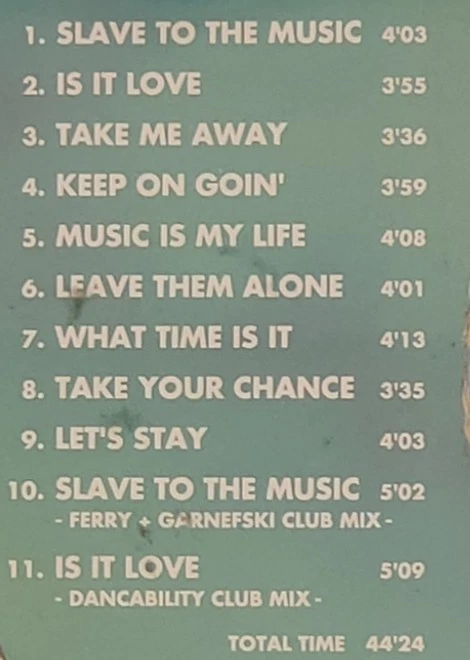 1. SLAVE TO THE MUSIC 4'03
2. IS IT LOVE 3'55
3. TAKE ME AWAY 3'36
4. KEEP ON GOIN' 3'59
5. MUSIC IS MY LIFE 4'08
6. LEAVE THEM ALONE 4'01
7. WHAT TIME IS IT 4'13
8. TAKE YOUR CHANCE 3'35
9. LET'S STAY 4'03
10. SLAVE TO THE MUSIC 5'02
- FERRY + GARNEFSKI CLUB MIX -
11. IS IT LOVE 5'09
- DANCABILITY CLUB MIX -
TOTAL TIME 44'24